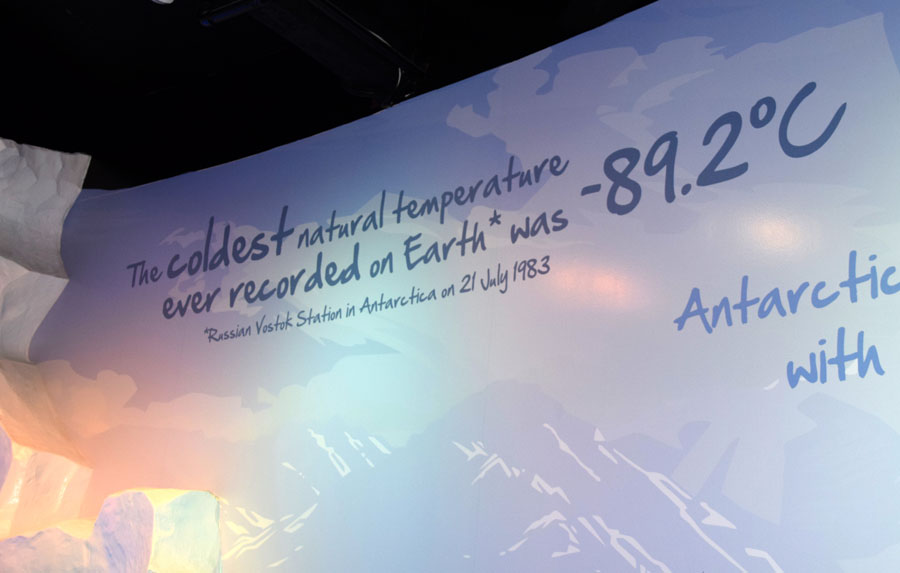 The coldest natural temperature
ever recorded on Earth* was -89.2°C
*Russian Vostok Station in Antarctica on 21 July 1983
Antarctic
with